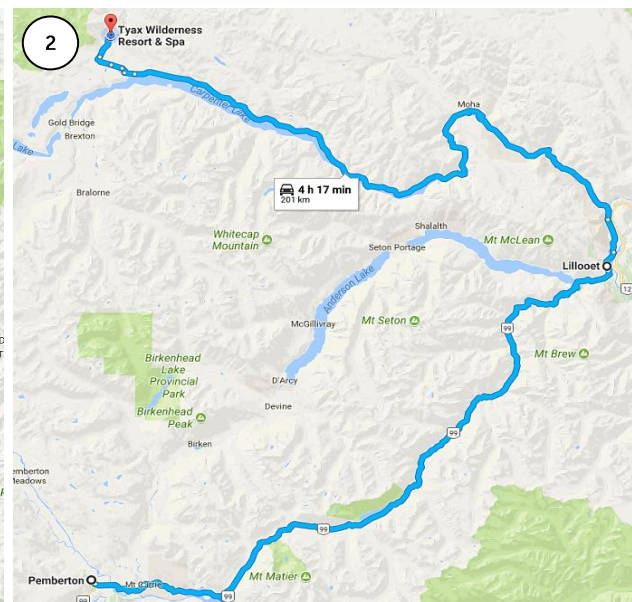 2
Tyax Wilderness
Resort & Spa
Carpenter Lake
Moha
Gold Bridge
Brexton
Lake
4 h 17 min
201 km
Bralorne
Shalalth
Whitecap
Mountain
Seton Portage
Mt McLean
Lillooet
12
Anderson Lake
McGillivray
Mt Seton
99
Mt Brew
Birkenhead
Lake
Provincial
Park
D'Arcy
Devine
Birkenhead
Peak
99
Birken
emberton
Meadows
99
Pemberton
Mt Currie
Mt Matier
99
99